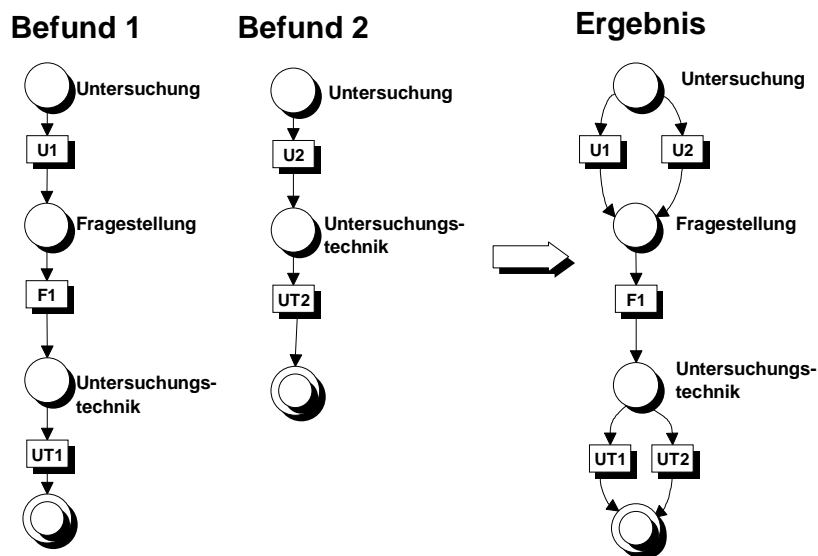 Befund 1
Untersuchung
U1
Fragestellung
F1
Untersuchungs-
technik
UT1
Befund 2
Untersuchung
U2
Untersuchungs-
technik
UT2
Ergebnis
Untersuchung
U1
U2
Fragestellung
F1
Untersuchungs-
technik
UT1
UT2